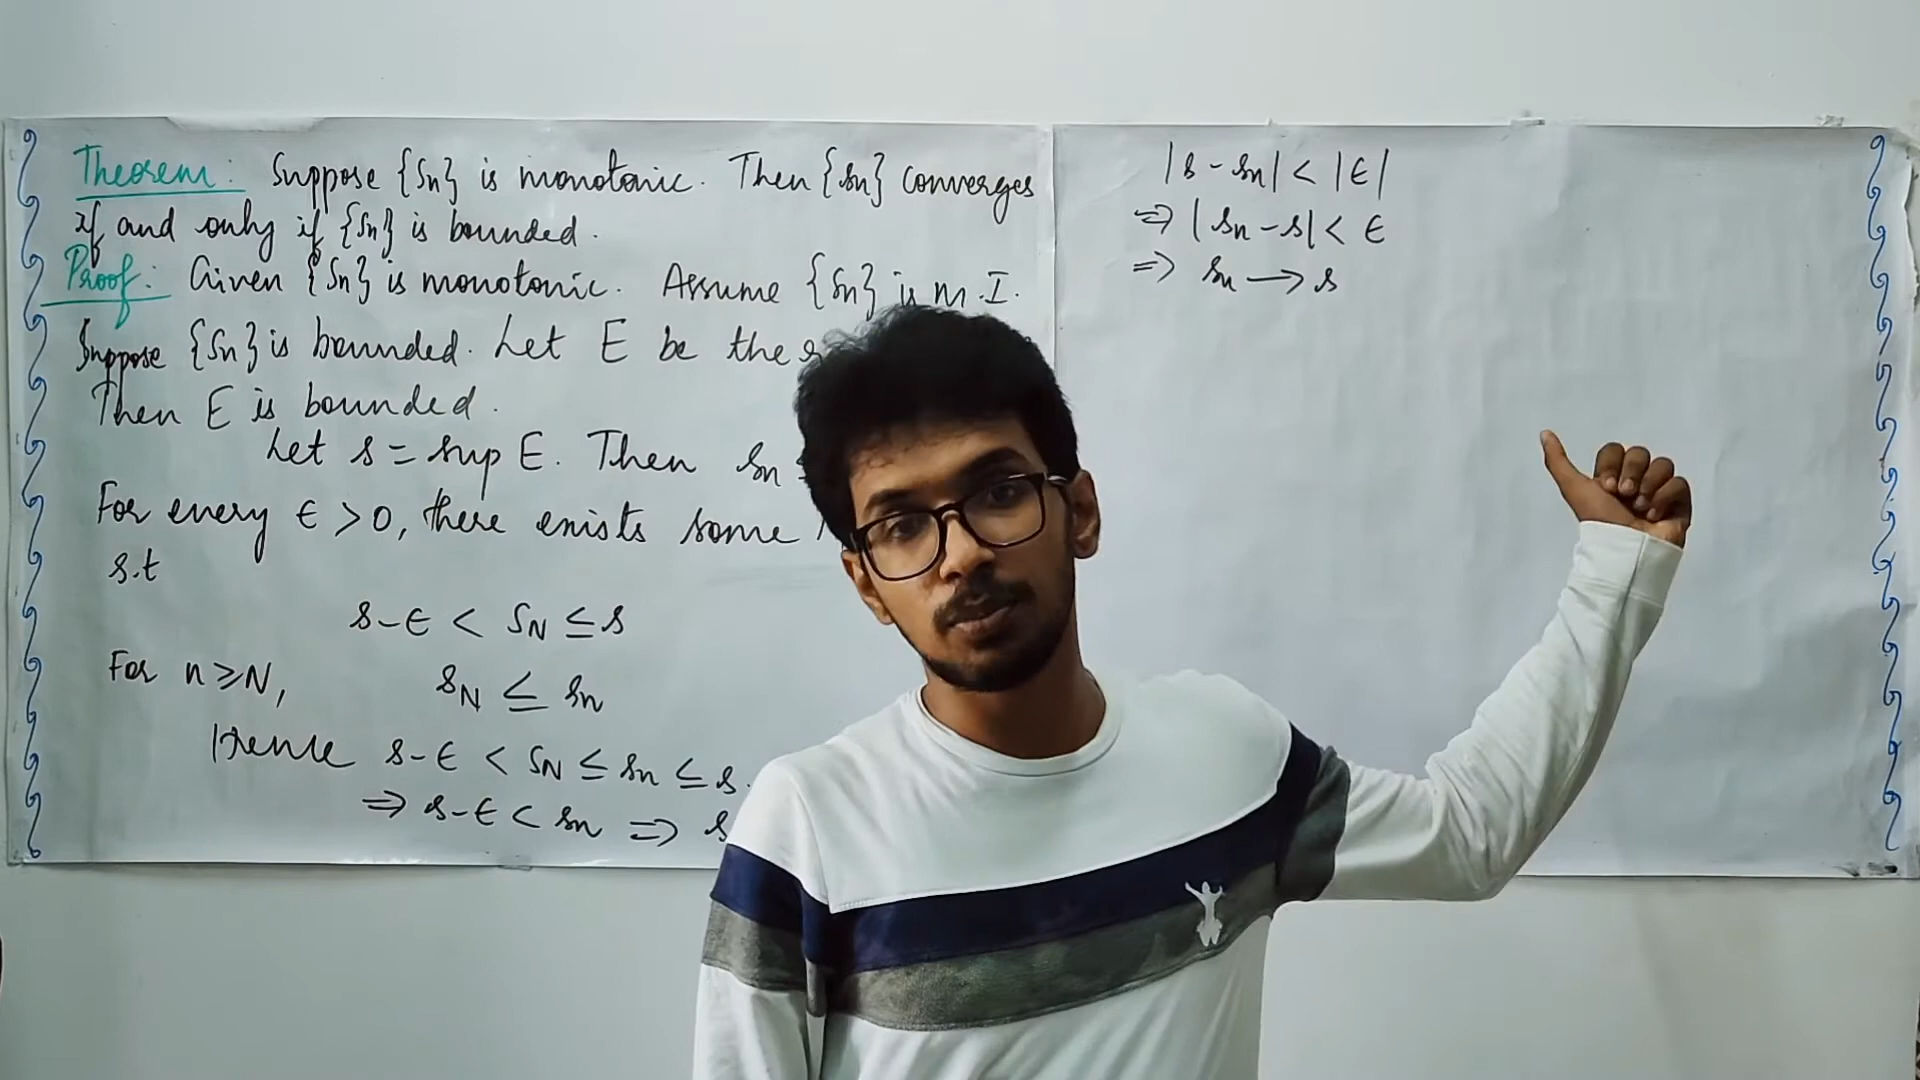 Theorem: Suppose {Sn} is monotonic. Then {sn} converges
if and only if {Sn} is bounded.
Proof: Given {Sn} is monotonic. Assume {Sn} is m.I.
Suppose {Sn} is bounded. Let E be the
Then E is bounded.
Let s = sup E. Then sn
For every ϵ > 0, there exists some
s.t
s-ϵ < SN ≤ s
For n ≥ N, sN ≤ sn
Hence s-ϵ < SN ≤ sn ≤ s.
⇒ s-ϵ < sn ⇒ s
|s - sn| < |ϵ|
⇒ |sn - s| < ϵ
⇒ sn → s